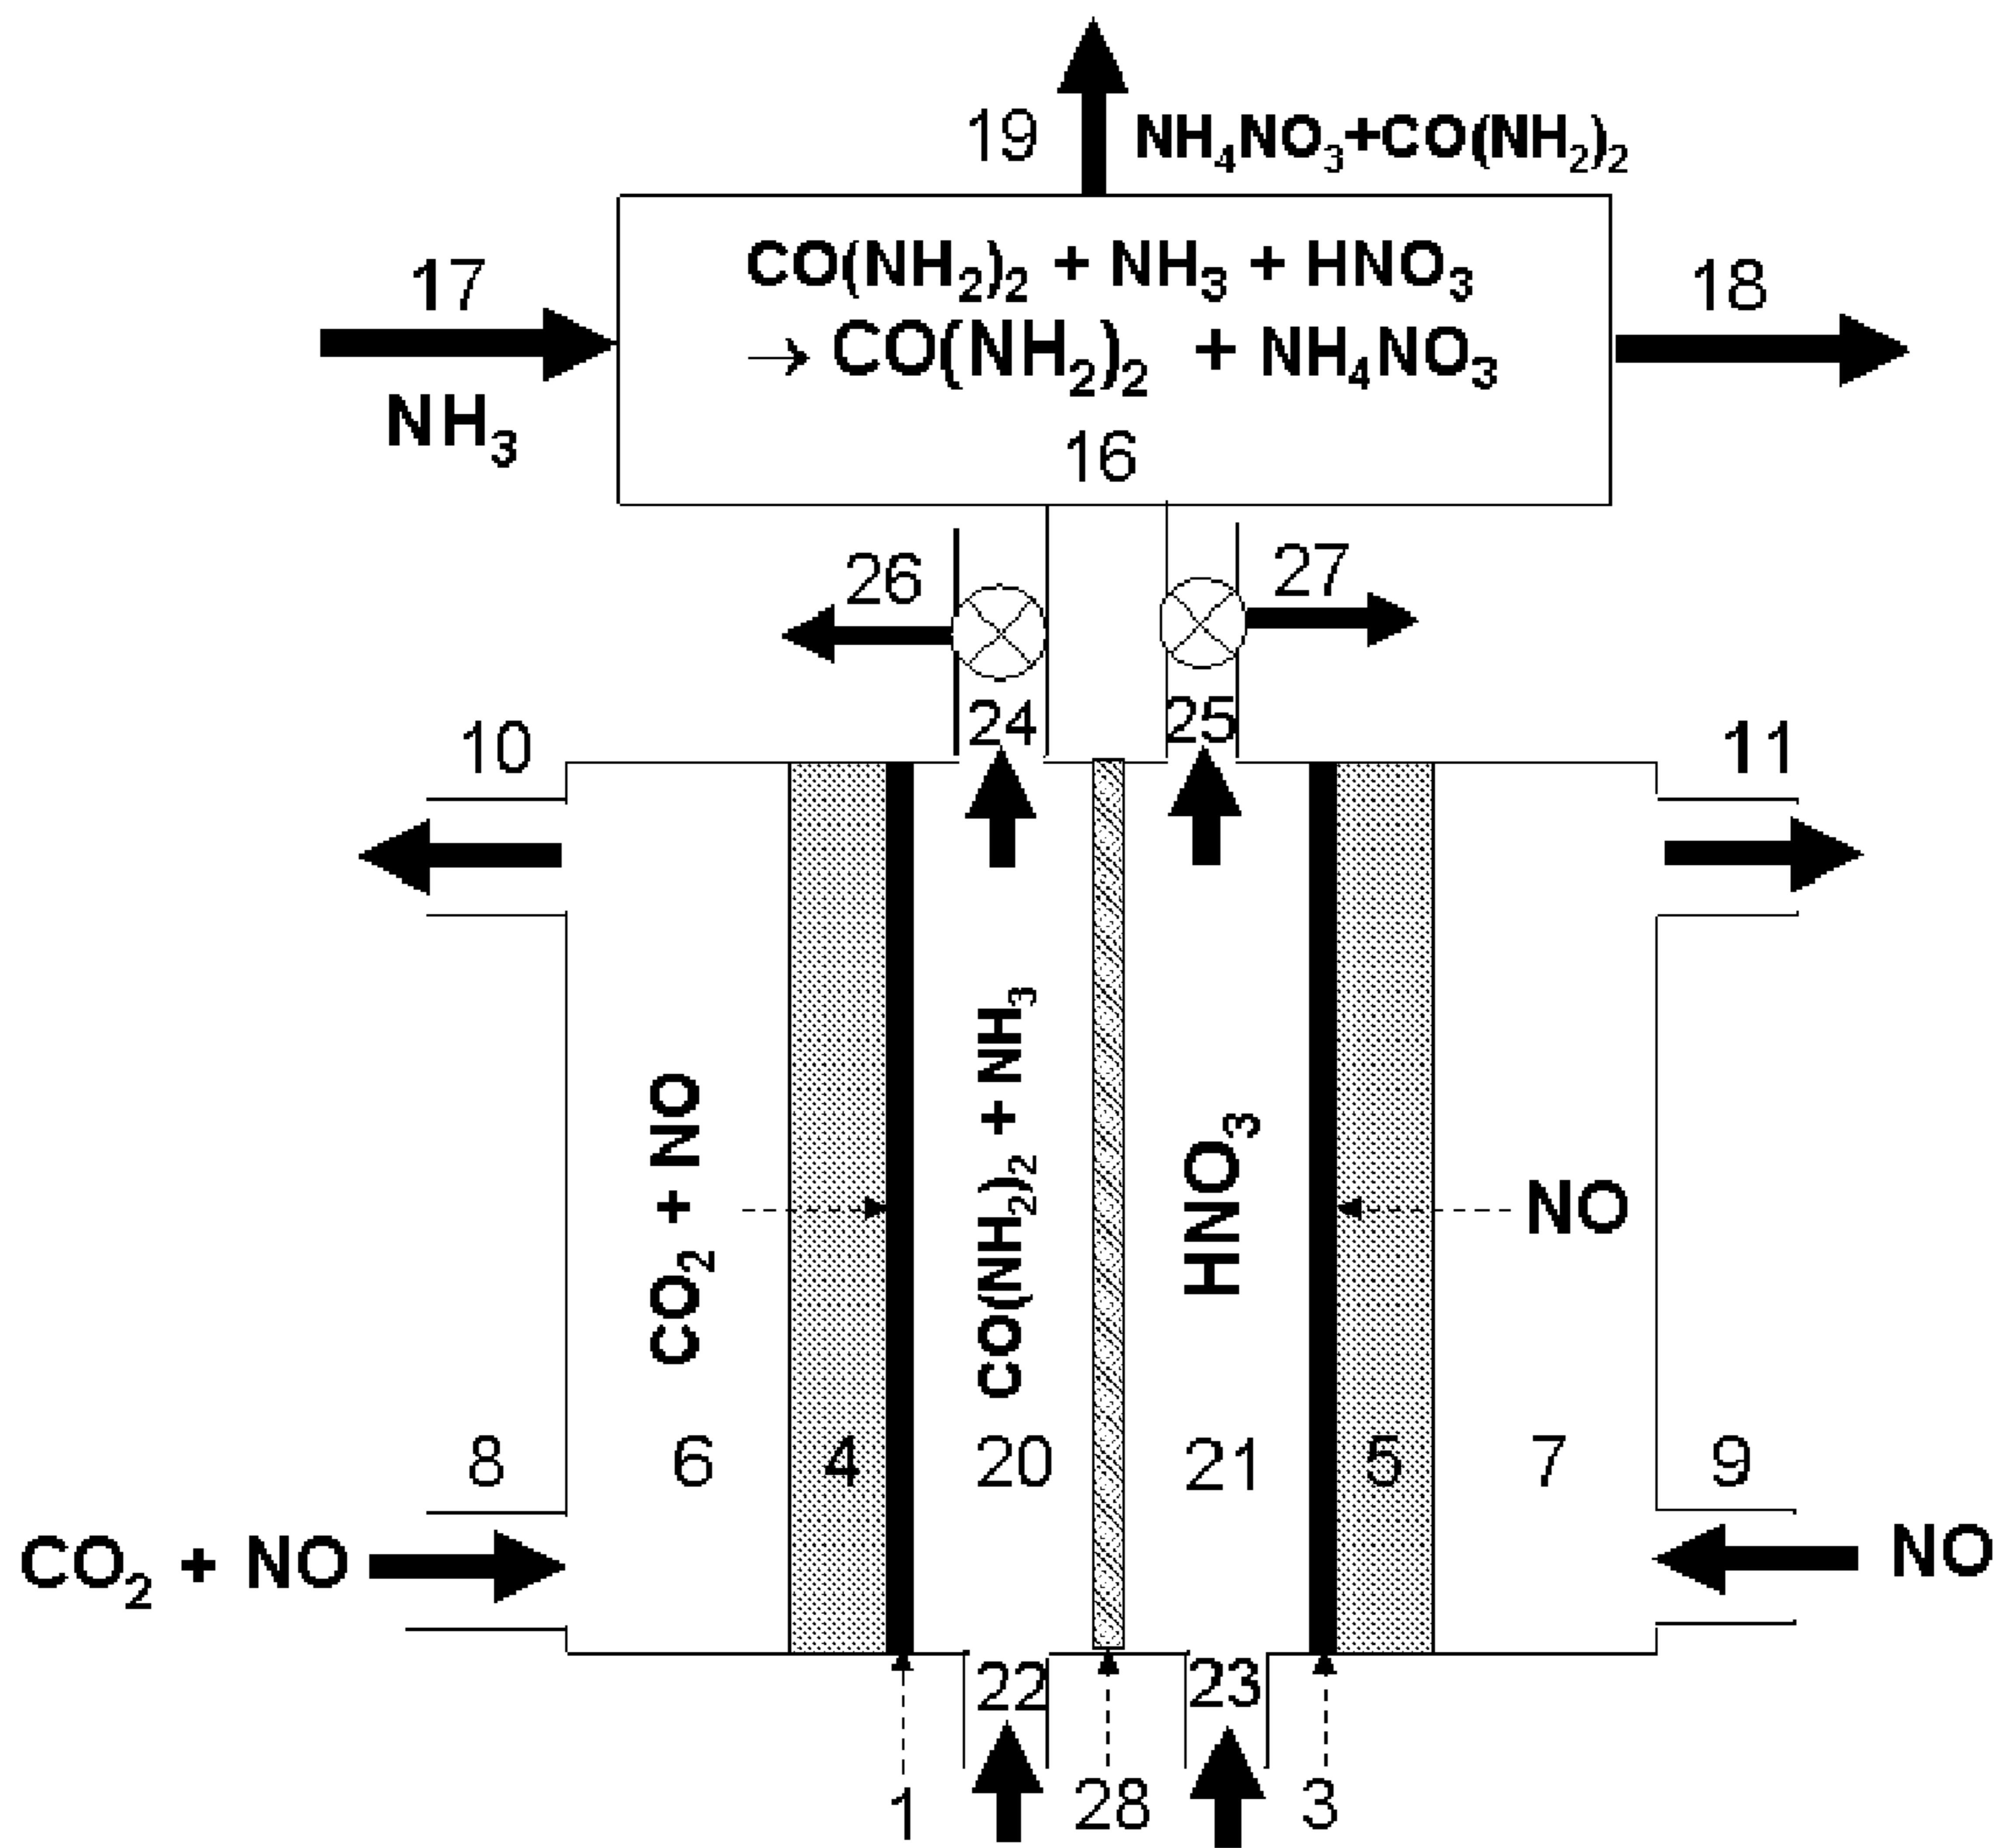 19
NH₄NO₃+CO(NH₂)₂
17
CO(NH₂)₂ + NH₃ + HNO₃
18
→ CO(NH₂)₂ + NH₄NO₃
NH₃
16
26
27
24
25
10
11
CO₂ + NO
CO(NH₂)₂ + NH₃
HNO₃
NO
8
6
4
20
21
5
7
9
CO₂ + NO
NO
22
23
1
28
3